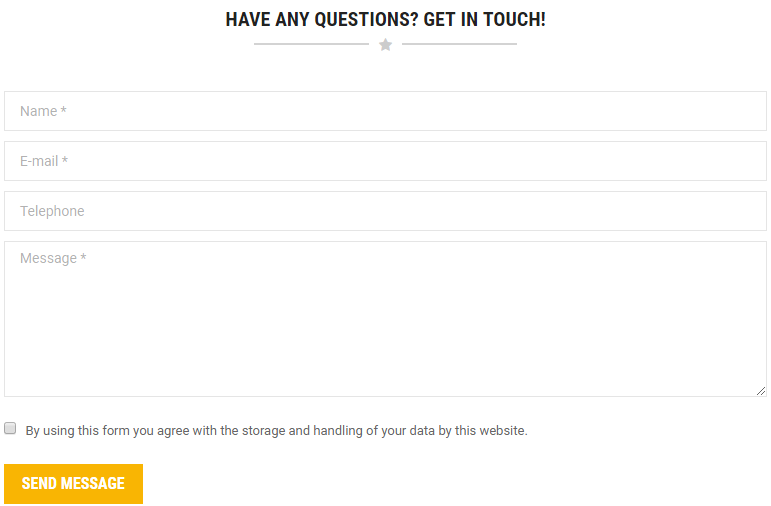 HAVE ANY QUESTIONS? GET IN TOUCH!
Name *
E-mail *
Telephone
Message *
By using this form you agree with the storage and handling of your data by this website.
SEND MESSAGE